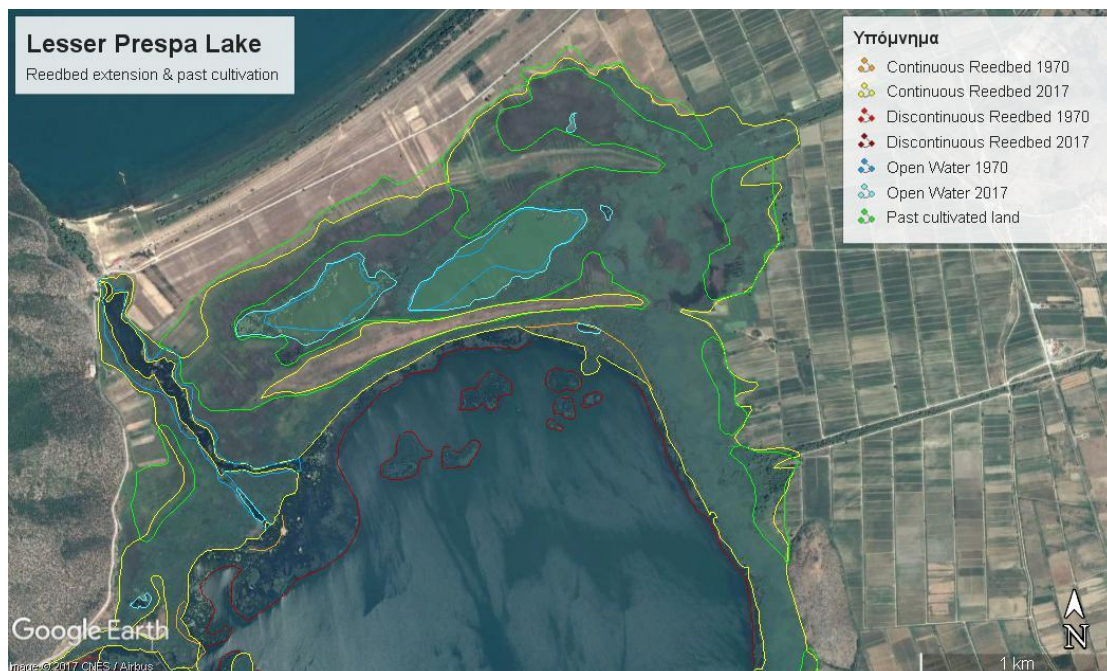 Lesser Prespa Lake
Reedbed extension & past cultivation
Υπόμνημα
Continuous Reedbed 1970
Continuous Reedbed 2017
Discontinuous Reedbed 1970
Discontinuous Reedbed 2017
Open Water 1970
Open Water 2017
Past cultivated land
Google Earth
Image © 2017 CNES / Airbus
N
1 km